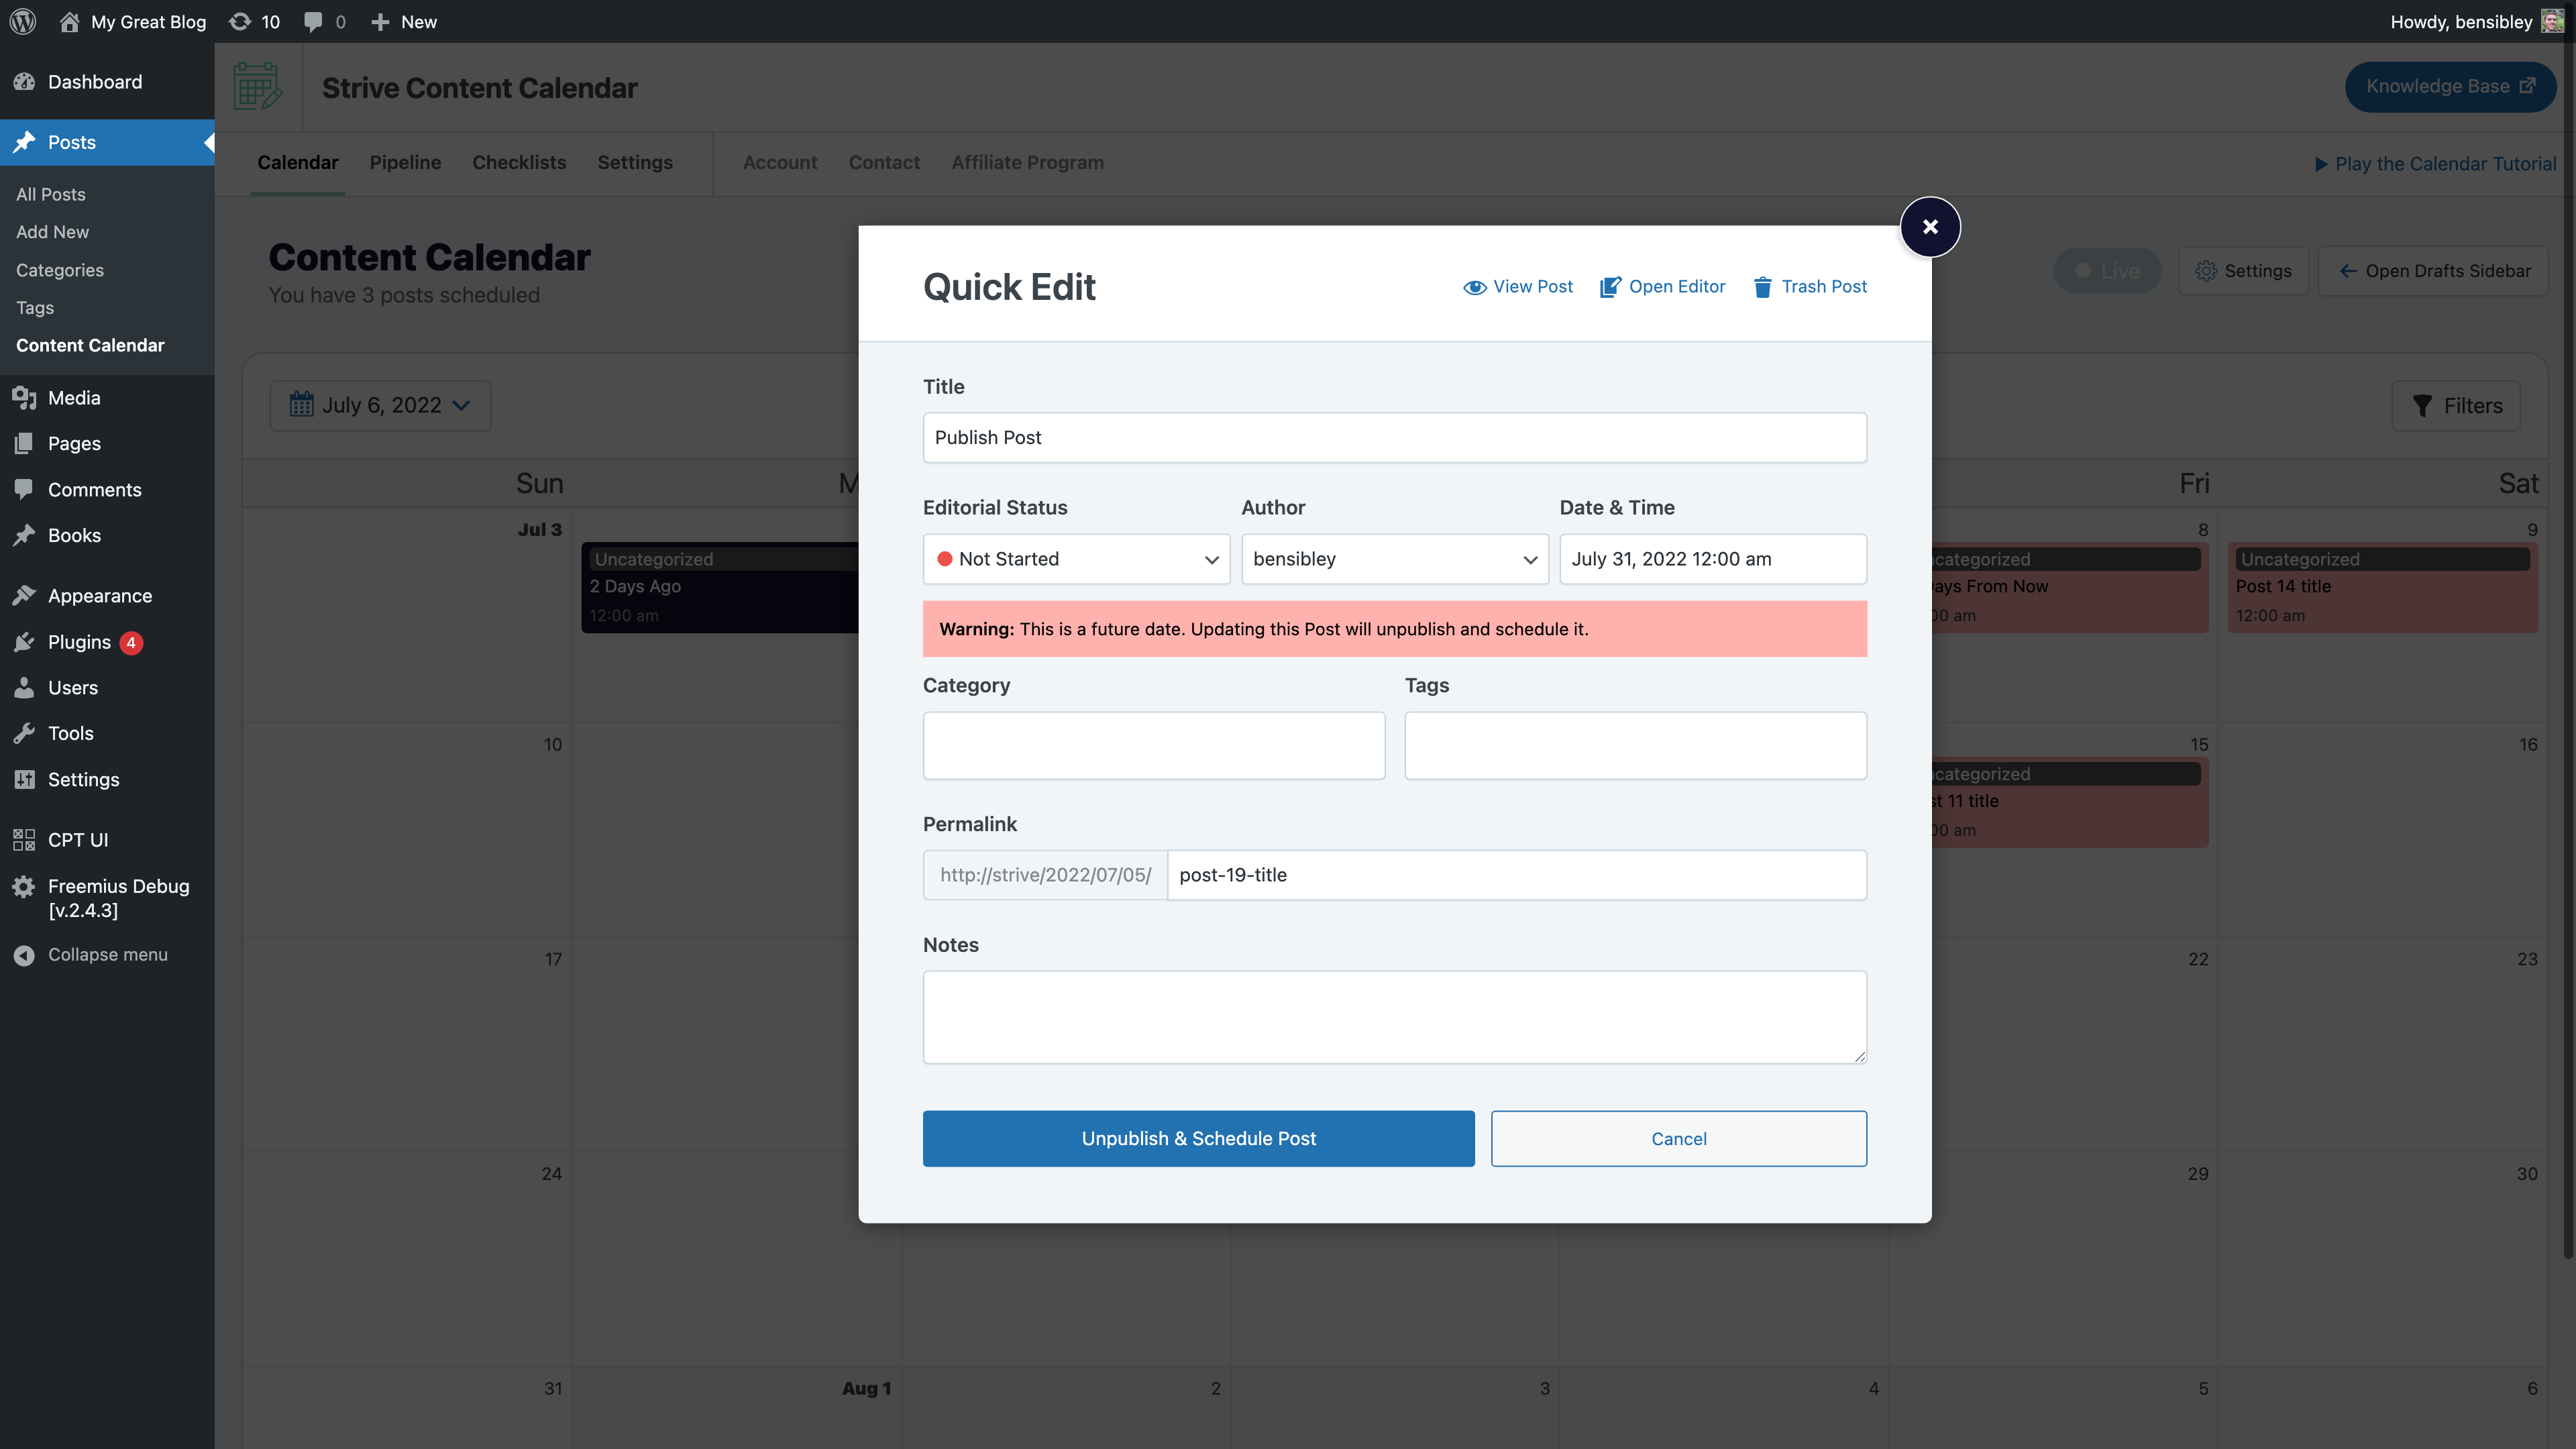 My Great Blog 10 0 New
Howdy, bensibley
Dashboard
Posts
All Posts
Add New
Categories
Tags
Content Calendar
Media
Pages
Comments
Books
Appearance
Plugins 4
Users
Tools
Settings
CPT UI
Freemius Debug
[v.2.4.3]
Collapse menu
Strive Content Calendar
Knowledge Base
Calendar Pipeline Checklists Settings Account Contact Affiliate Program
Play the Calendar Tutorial
Content Calendar
You have 3 posts scheduled
Live Settings Open Drafts Sidebar
July 6, 2022
Filters
Sun M Fri Sat
Jul 3 8 9
Uncategorized
2 Days Ago
12:00 am
categorized
ays From Now
00 am
Uncategorized
Post 14 title
12:00 am
10 15 16
categorized
st 11 title
00 am
17 22 23
24 29 30
31 Aug 1 2 3 4 5 6
Quick Edit
View Post Open Editor Trash Post
Title
Publish Post
Editorial Status Author Date & Time
Not Started bensibley July 31, 2022 12:00 am
Warning: This is a future date. Updating this Post will unpublish and schedule it.
Category Tags
Permalink
http://strive/2022/07/05/ post-19-title
Notes
Unpublish & Schedule Post Cancel